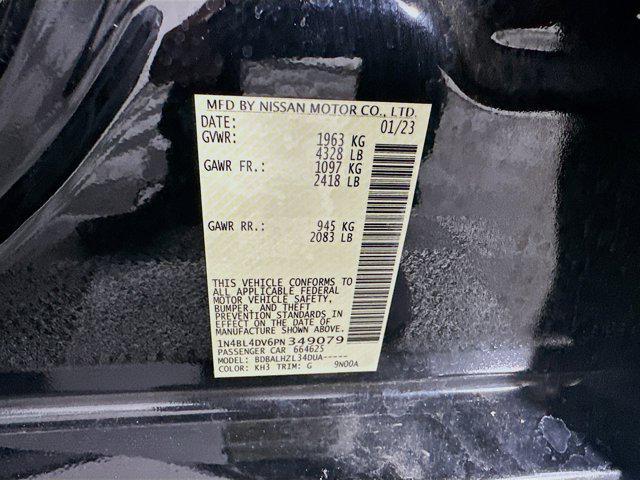 MFD BY NISSAN MOTOR CO., LTD.
DATE: 01/23
GVWR: 1963 KG
4328 LB
GAWR FR.: 1097 KG
2418 LB
GAWR RR.: 945 KG
2083 LB
THIS VEHICLE CONFORMS TO
ALL APPLICABLE FEDERAL
MOTOR VEHICLE SAFETY,
BUMPER, AND THEFT
PREVENTION STANDARDS IN
EFFECT ON THE DATE OF
MANUFACTURE SHOWN ABOVE.
1N4BL4DV6PN 349079
PASSENGER CAR 664625
MODEL: BDBALHZL34DUA-----
COLOR: KH3 TRIM: G 9N00A